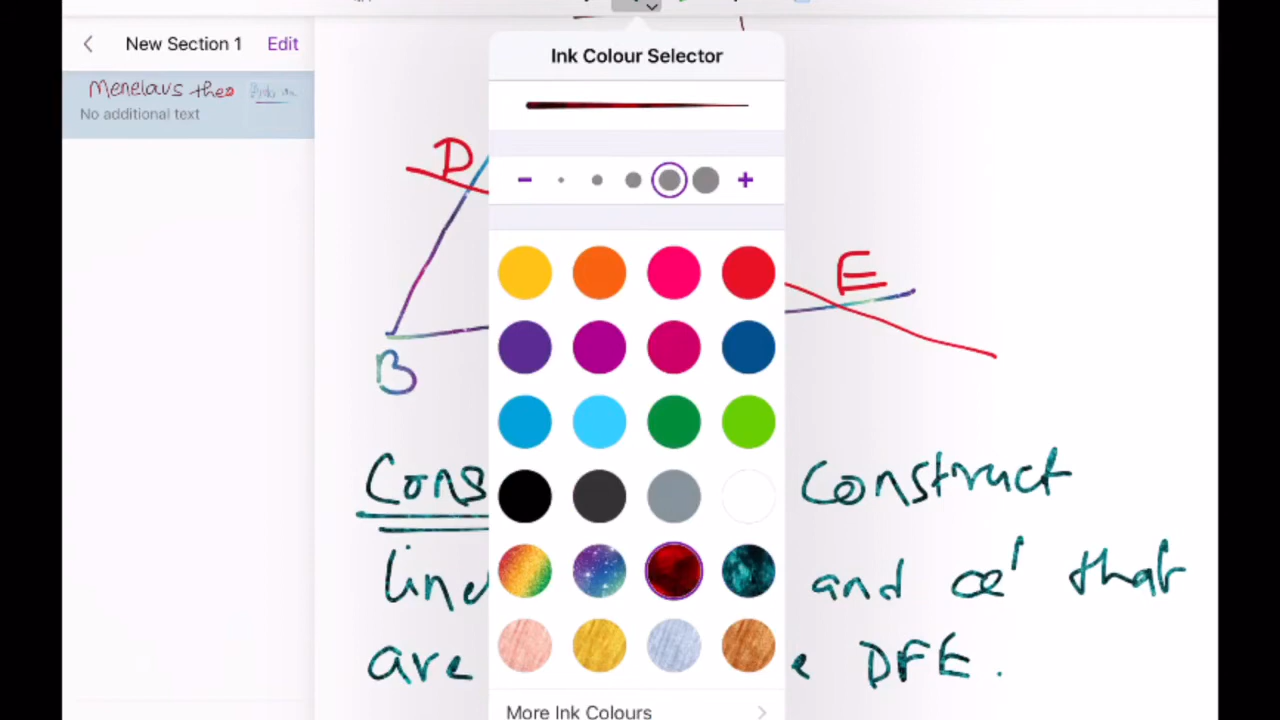 New Section 1 Edit
Menelaus theo
No additional text
Ink Colour Selector
D
E
B
Cons Construct
line and that
are DFE.
More Ink Colours